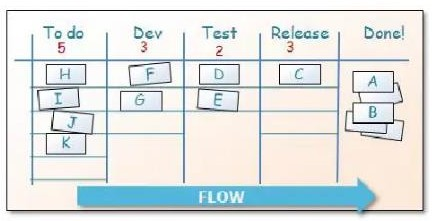 To do Dev Test Release Done!
5 3 2 3
H F D C A
I G E B
J
K
FLOW